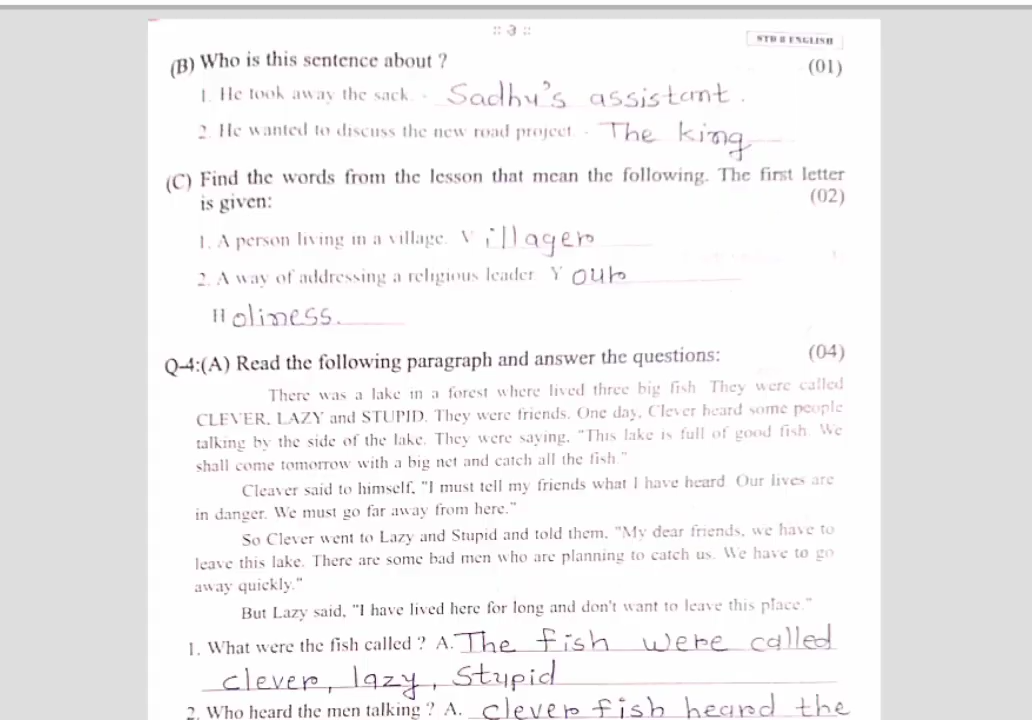 :: 3 ::
STD 8 ENGLISH
(B) Who is this sentence about ? (01)
1. He took away the sack. - Sadhu's assistant.
2. He wanted to discuss the new road project. - The king
(C) Find the words from the lesson that mean the following. The first letter
is given: (02)
1. A person living in a village. Villager
2. A way of addressing a religious leader Your
Holiness.
Q-4:(A) Read the following paragraph and answer the questions: (04)
There was a lake in a forest where lived three big fish They were called
CLEVER, LAZY and STUPID. They were friends. One day, Clever heard some people
talking by the side of the lake. They were saying, "This lake is full of good fish. We
shall come tomorrow with a big net and catch all the fish."
Cleaver said to himself, "I must tell my friends what I have heard Our lives are
in danger. We must go far away from here."
So Clever went to Lazy and Stupid and told them, "My dear friends, we have to
leave this lake. There are some bad men who are planning to catch us. We have to go
away quickly."
But Lazy said, "I have lived here for long and don't want to leave this place."
1. What were the fish called ? A. The fish were called
clever, lazy, Stupid
2. Who heard the men talking ? A. clever fish heard the